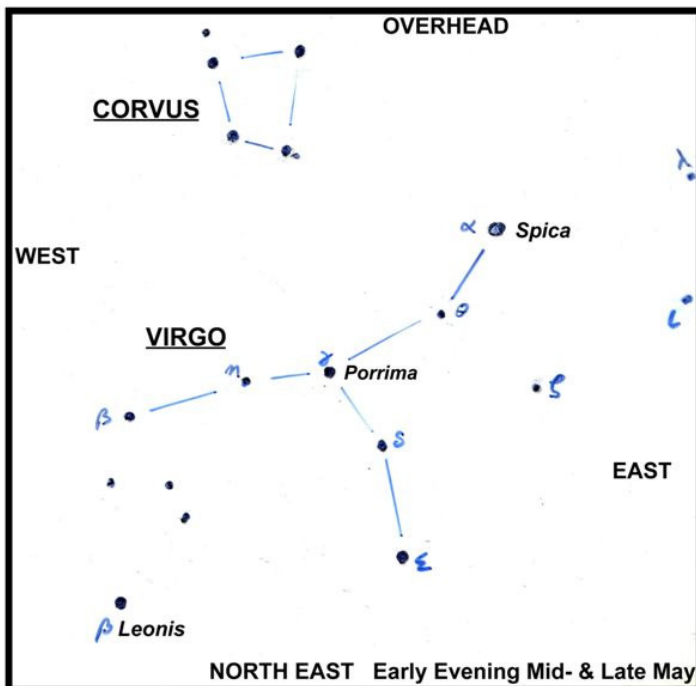 OVERHEAD
CORVUS
λ
α Spica
WEST
θ
ι
VIRGO
γ
Porrima
η
ζ
β
δ
EAST
ε
β Leonis
NORTH EAST Early Evening Mid- & Late May